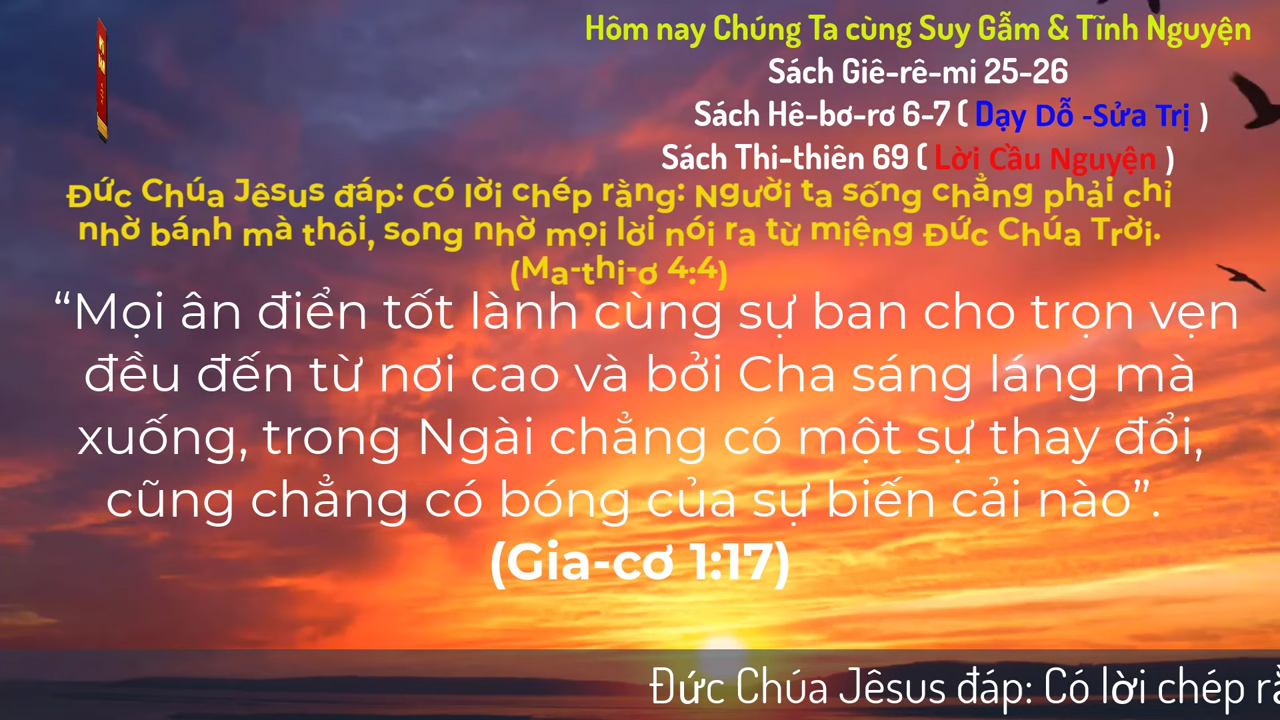 Hôm nay Chúng Ta cùng Suy Gẫm & Tĩnh Nguyện
Sách Giê-rê-mi 25-26
Sách Hê-bơ-rơ 6-7 ( Dạy Dỗ -Sửa Trị )
Sách Thi-thiên 69 ( Lời Cầu Nguyện )
Đức Chúa Jêsus đáp: Có lời chép rằng: Người ta sống chẳng phải chỉ
nhờ bánh mà thôi, song nhờ mọi lời nói ra từ miệng Đức Chúa Trời.
(Ma-thi-ơ 4:4)
“Mọi ân điển tốt lành cùng sự ban cho trọn vẹn
đều đến từ nơi cao và bởi Cha sáng láng mà
xuống, trong Ngài chẳng có một sự thay đổi,
cũng chẳng có bóng của sự biến cải nào”.
(Gia-cơ 1:17)
Đức Chúa Jêsus đáp: Có lời chép